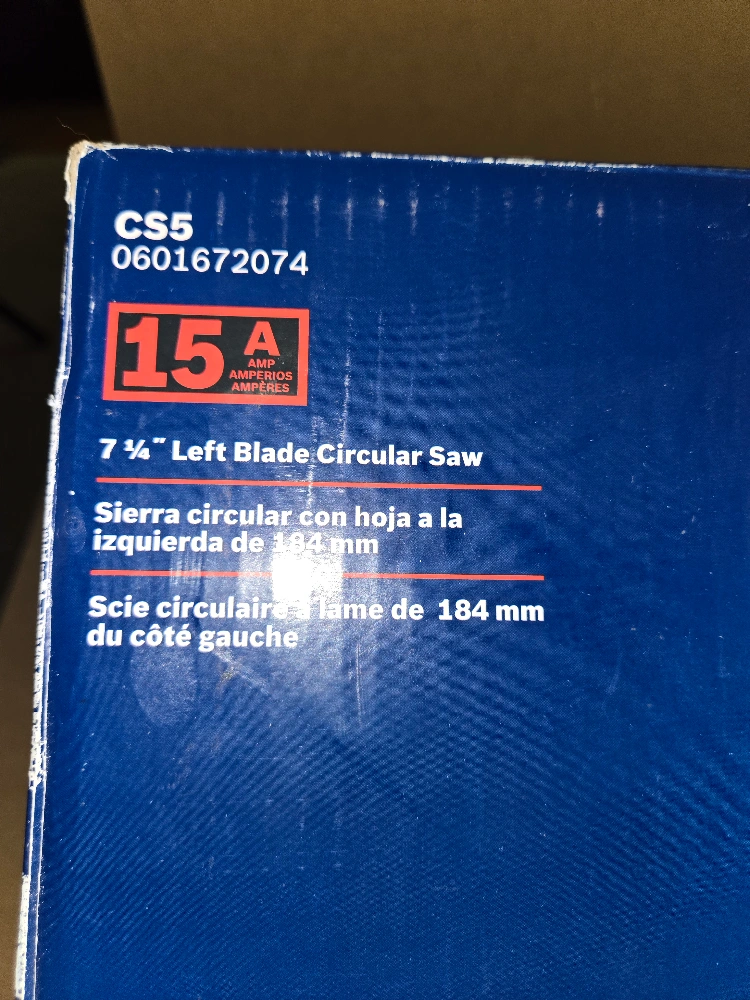 CS5
0601672074
15 A
AMP
AMPERIOS
AMPÈRES
7 ¼˝ Left Blade Circular Saw
Sierra circular con hoja a la
izquierda de 184 mm
Scie circulaire à lame de 184 mm
du côté gauche